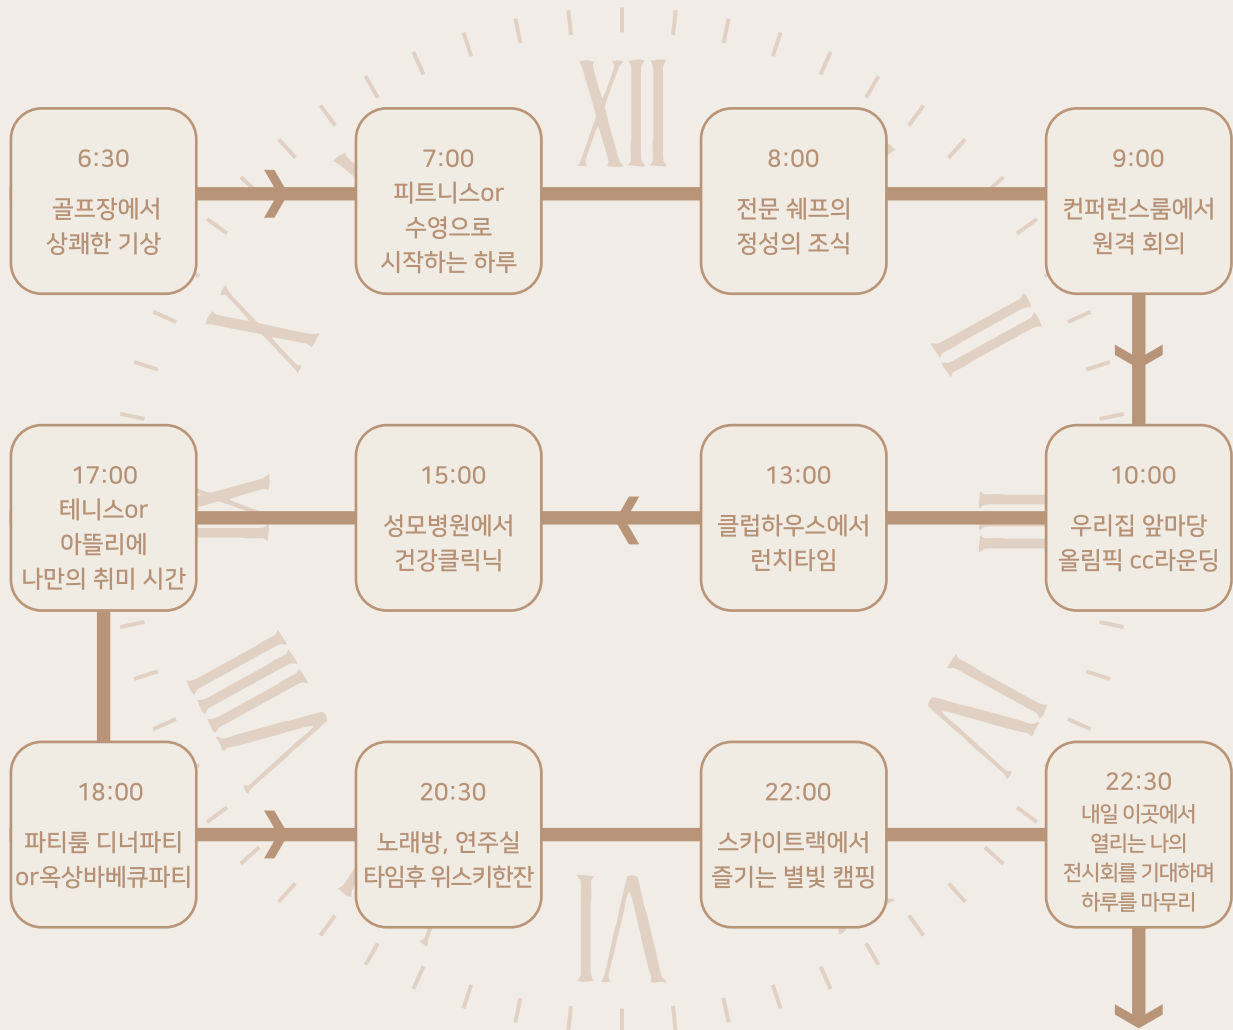 6:30
골프장에서
상쾌한 기상
7:00
피트니스or
수영으로
시작하는 하루
8:00
전문 쉐프의
정성의 조식
9:00
컨퍼런스룸에서
원격 회의
10:00
우리집 앞마당
올림픽 cc라운딩
13:00
클럽하우스에서
런치타임
15:00
성모병원에서
건강클릭닉
17:00
테니스or
아뜰리에
나만의 취미 시간
18:00
파티룸 디너파티
or옥상바베큐파티
20:30
노래방, 연주실
타임후 위스키한잔
22:00
스카이트랙에서
즐기는 별빛 캠핑
22:30
내일 이곳에서
열리는 나의
전시회를 기대하며
하루를 마무리
XII
X
II
VI